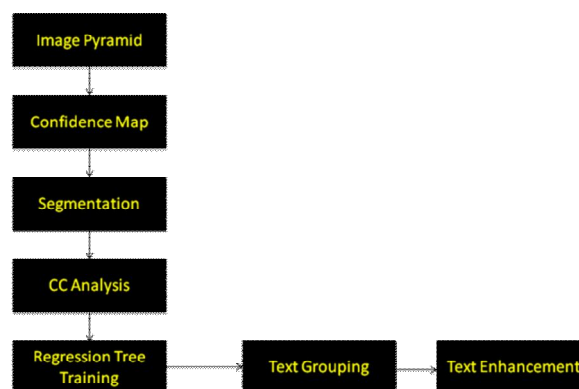 Image Pyramid
Confidence Map
Segmentation
CC Analysis
Regression Tree
Training
Text Grouping
Text Enhancement